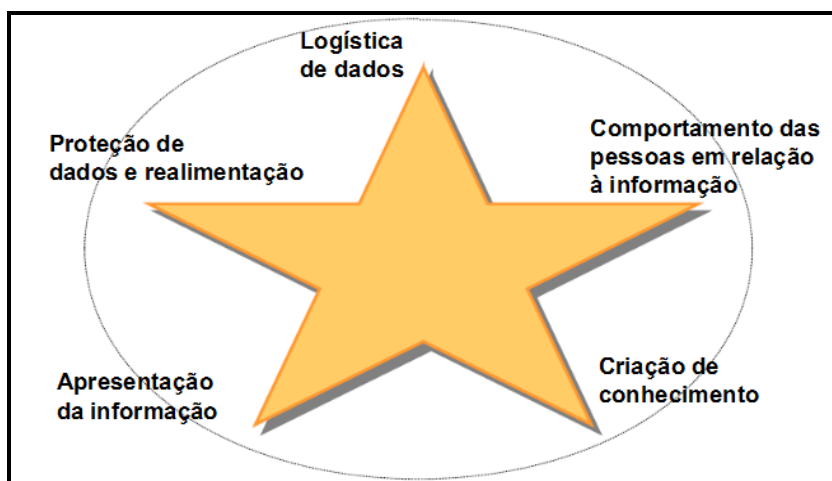 Logística
de dados
Proteção de
dados e realimentação
Comportamento das
pessoas em relação
à informação
Apresentação
da informação
Criação de
conhecimento